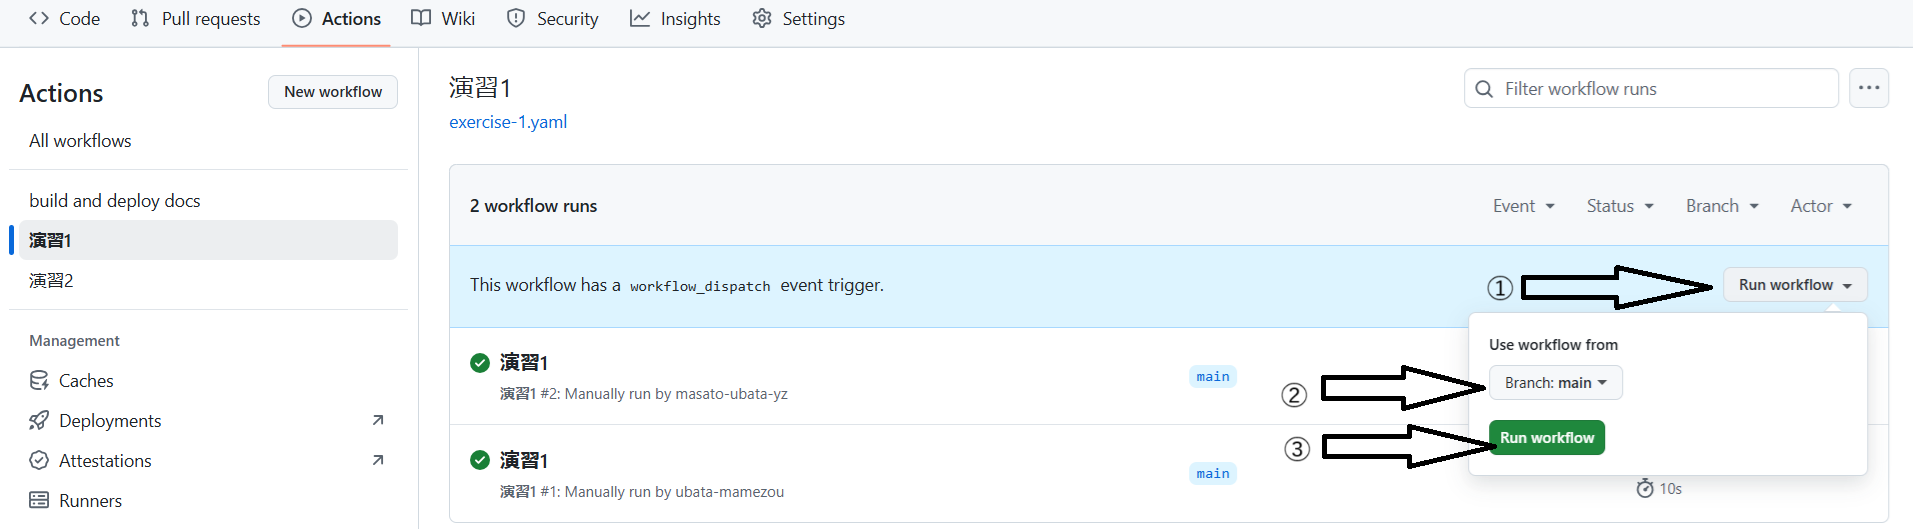 Code Pull requests Actions Wiki Security Insights Settings
Actions
New workflow
All workflows
build and deploy docs
演習1
演習2
Management
Caches
Deployments
Attestations
Runners
演習1
exercise-1.yaml
Filter workflow runs
2 workflow runs
Event Status Branch Actor
This workflow has a workflow_dispatch event trigger.
① Run workflow
Use workflow from
② Branch: main
③ Run workflow
演習1
main
演習1 #2: Manually run by masato-ubata-yz
演習1
main
演習1 #1: Manually run by ubata-mamezou
10s